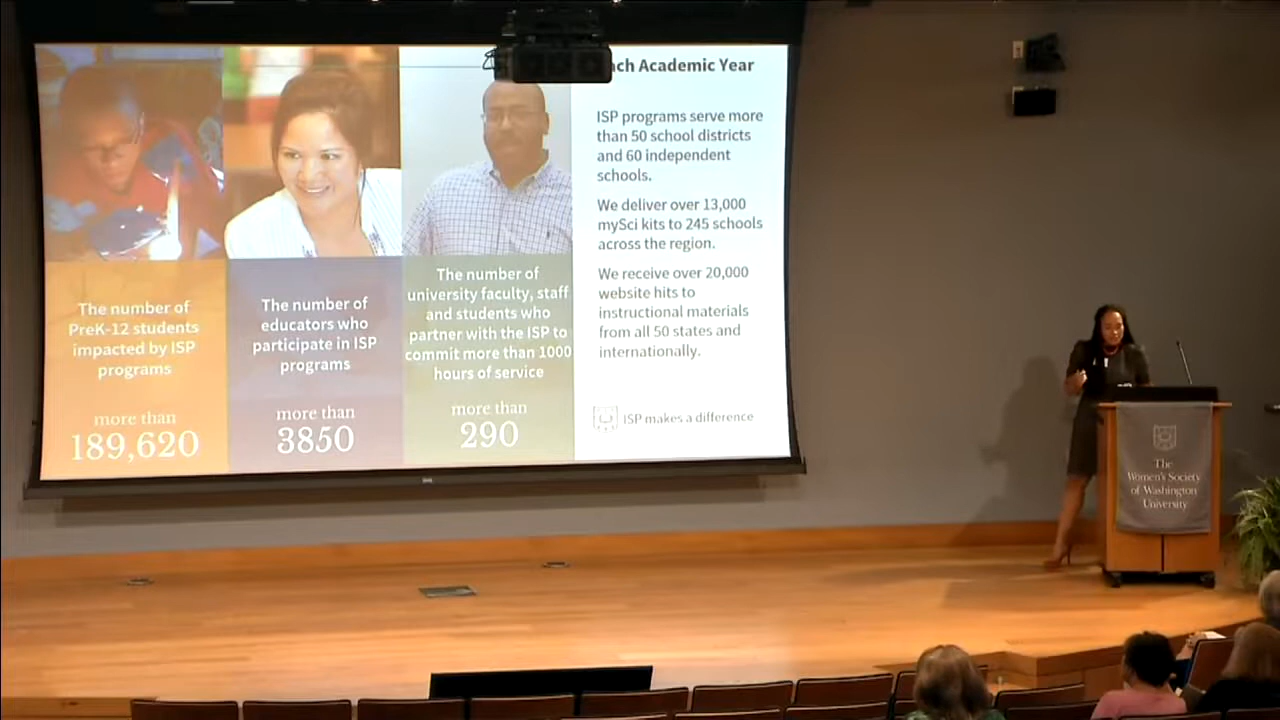 The number of
PreK-12 students
impacted by ISP
programs
more than
189,620
The number of
educators who
participate in ISP
programs
more than
3850
The number of
university faculty, staff
and students who
partner with the ISP to
commit more than 1000
hours of service
more than
290
Academic Year
ISP programs serve more
than 50 school districts
and 60 independent
schools.
We deliver over 13,000
mySci kits to 245 schools
across the region.
We receive over 20,000
website hits to
instructional materials
from all 50 states and
internationally.
ISP makes a difference
The
Women's Society
of Washington
University